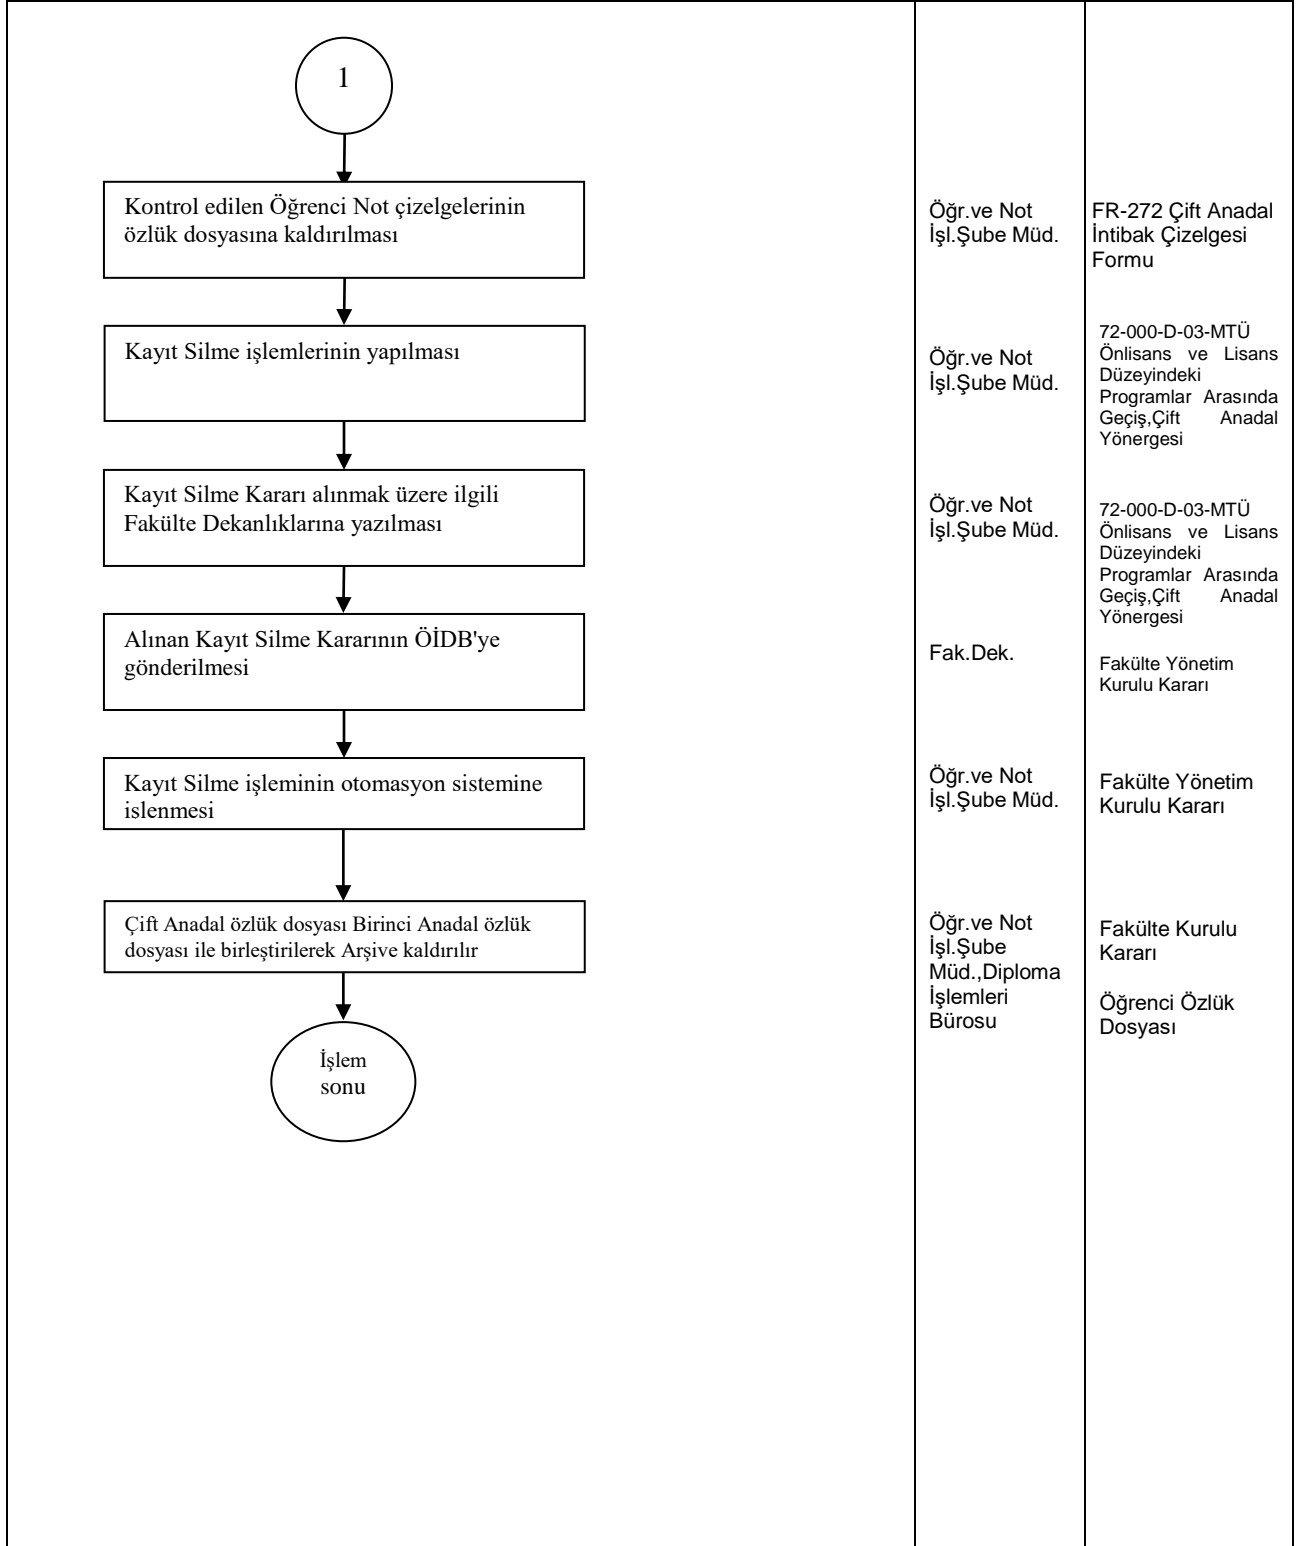 1
Kontrol edilen Öğrenci Not çizelgelerinin
özlük dosyasına kaldırılması
Öğr.ve Not
İşl.Şube Müd.
FR-272 Çift Anadal
İntibak Çizelgesi
Formu
Kayıt Silme işlemlerinin yapılması
Öğr.ve Not
İşl.Şube Müd.
72-000-D-03-MTÜ
Önlisans ve Lisans
Düzeyindeki
Programlar Arasında
Geçiş,Çift Anadal
Yönergesi
Kayıt Silme Kararı alınmak üzere ilgili
Fakülte Dekanlıklarına yazılması
Öğr.ve Not
İşl.Şube Müd.
72-000-D-03-MTÜ
Önlisans ve Lisans
Düzeyindeki
Programlar Arasında
Geçiş,Çift Anadal
Yönergesi
Alınan Kayıt Silme Kararının ÖİDB'ye
gönderilmesi
Fak.Dek.
Fakülte Yönetim
Kurulu Kararı
Kayıt Silme işleminin otomasyon sistemine
islenmesi
Öğr.ve Not
İşl.Şube Müd.
Fakülte Yönetim
Kurulu Kararı
Çift Anadal özlük dosyası Birinci Anadal özlük
dosyası ile birleştirilerek Arşive kaldırılır
Öğr.ve Not
İşl.Şube
Müd.,Diploma
İşlemleri
Bürosu
Fakülte Kurulu
Kararı
Öğrenci Özlük
Dosyası
İşlem
sonu